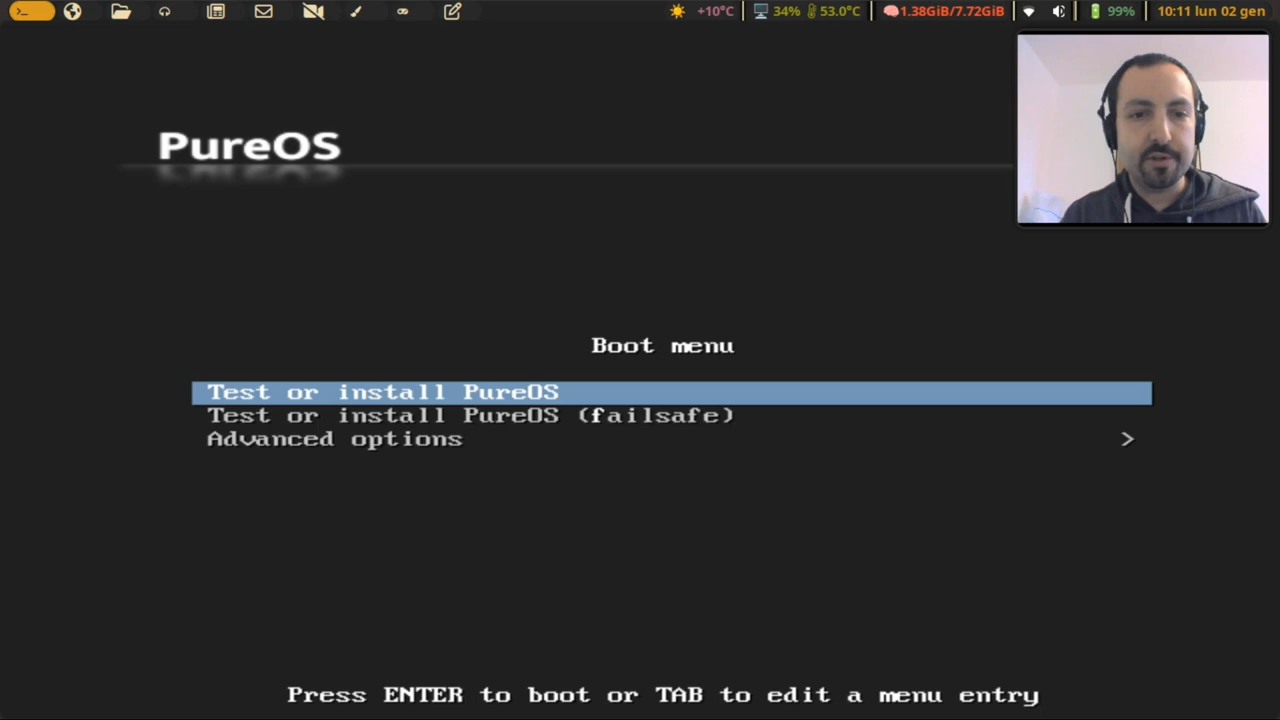 +10°C 34% 53.0°C 1.38GiB/7.72GiB 99% 10:11 lun 02 gen
PureOS
Boot menu
Test or install PureOS
Test or install PureOS (failsafe)
Advanced options >
Press ENTER to boot or TAB to edit a menu entry